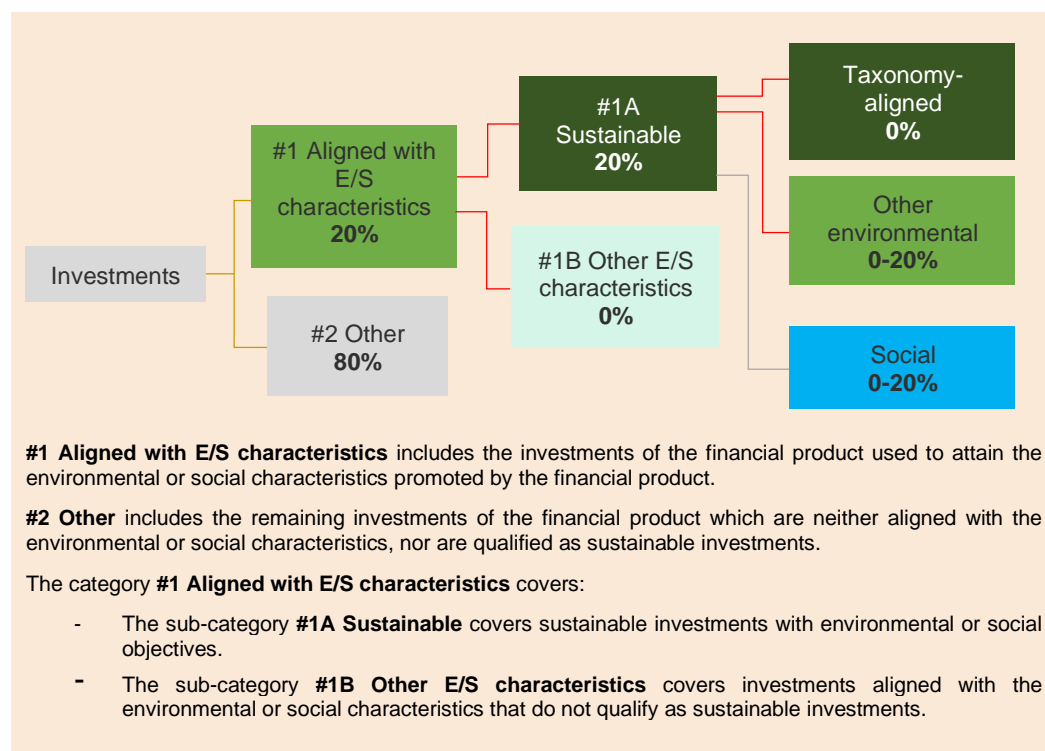 Investments
#1 Aligned with
E/S
characteristics
20%
#2 Other
80%
#1A
Sustainable
20%
#1B Other E/S
characteristics
0%
Taxonomy-
aligned
0%
Other
environmental
0-20%
Social
0-20%
#1 Aligned with E/S characteristics includes the investments of the financial product used to attain the
environmental or social characteristics promoted by the financial product.
#2 Other includes the remaining investments of the financial product which are neither aligned with the
environmental or social characteristics, nor are qualified as sustainable investments.
The category #1 Aligned with E/S characteristics covers:
- The sub-category #1A Sustainable covers sustainable investments with environmental or social
objectives.
- The sub-category #1B Other E/S characteristics covers investments aligned with the
environmental or social characteristics that do not qualify as sustainable investments.